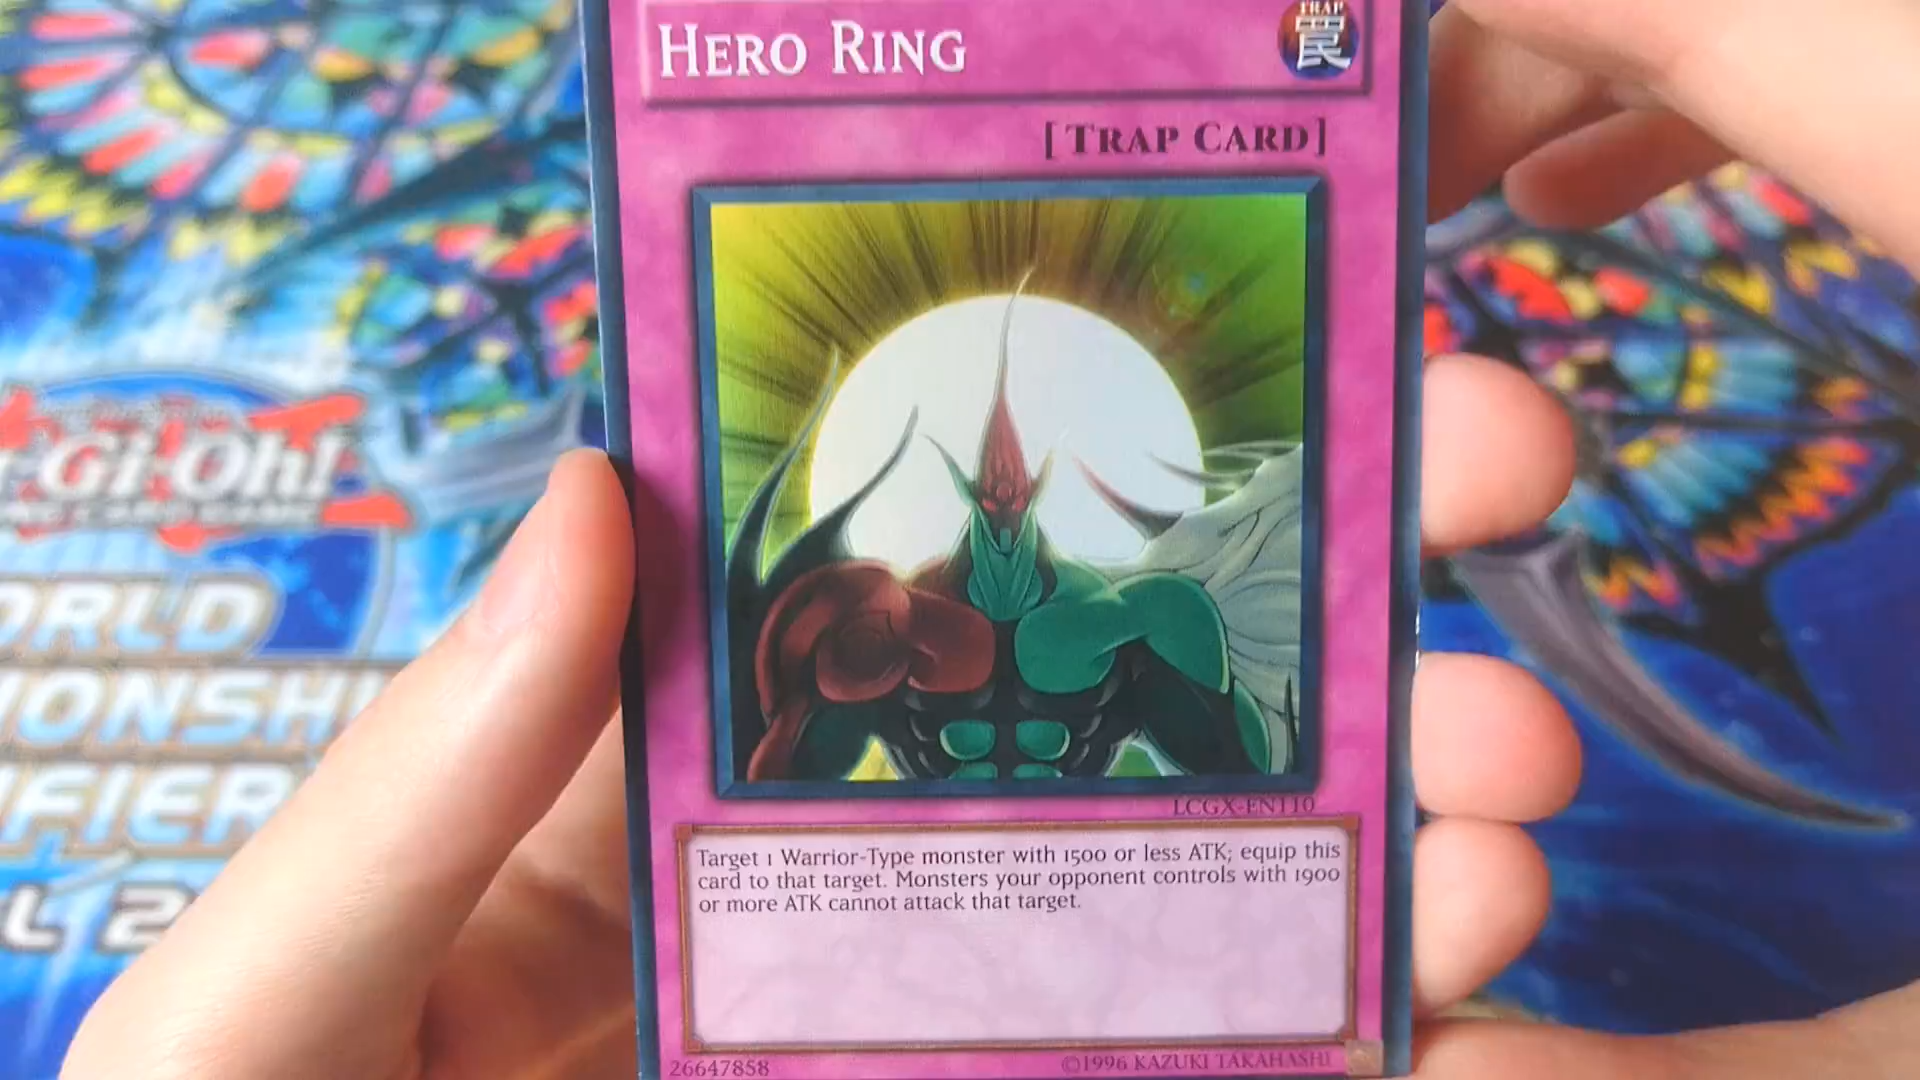 HERO RING
TRAP
罠
[TRAP CARD]
LCGX-EN110
Target 1 Warrior-Type monster with 1500 or less ATK; equip this
card to that target. Monsters your opponent controls with 1900
or more ATK cannot attack that target.
26647858
©1996 KAZUKI TAKAHASHI
Gi-Oh!
ORLD
IONSHI
IFIER
L 2